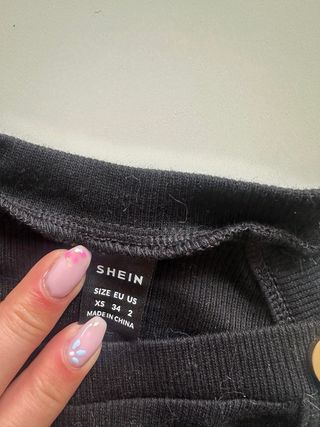 SHEIN
SIZE EU US
XS 34 2
MADE IN CHINA